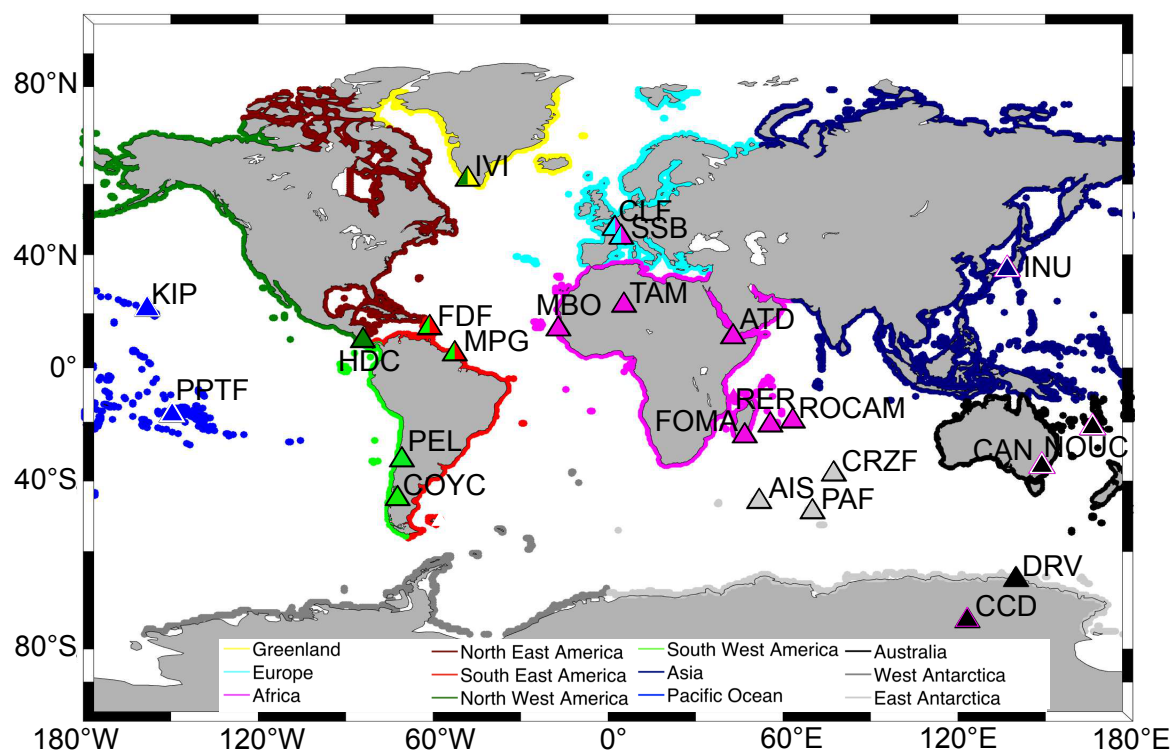 80°N
IVI
CLF
SSB
40°N
INU
KIP
TAM
MBO
FDF
ATD
MPG
HDC
0°
PPTF
RER
ROCAM
FOMA
PEL
CAN
NOUC
CRZF
40°S
COYC
AIS
PAF
DRV
CCD
80°S
Greenland
North East America
South West America
Australia
Europe
South East America
Asia
West Antarctica
Africa
North West America
Pacific Ocean
East Antarctica
180°W
120°W
60°W
0°
60°E
120°E
180°E